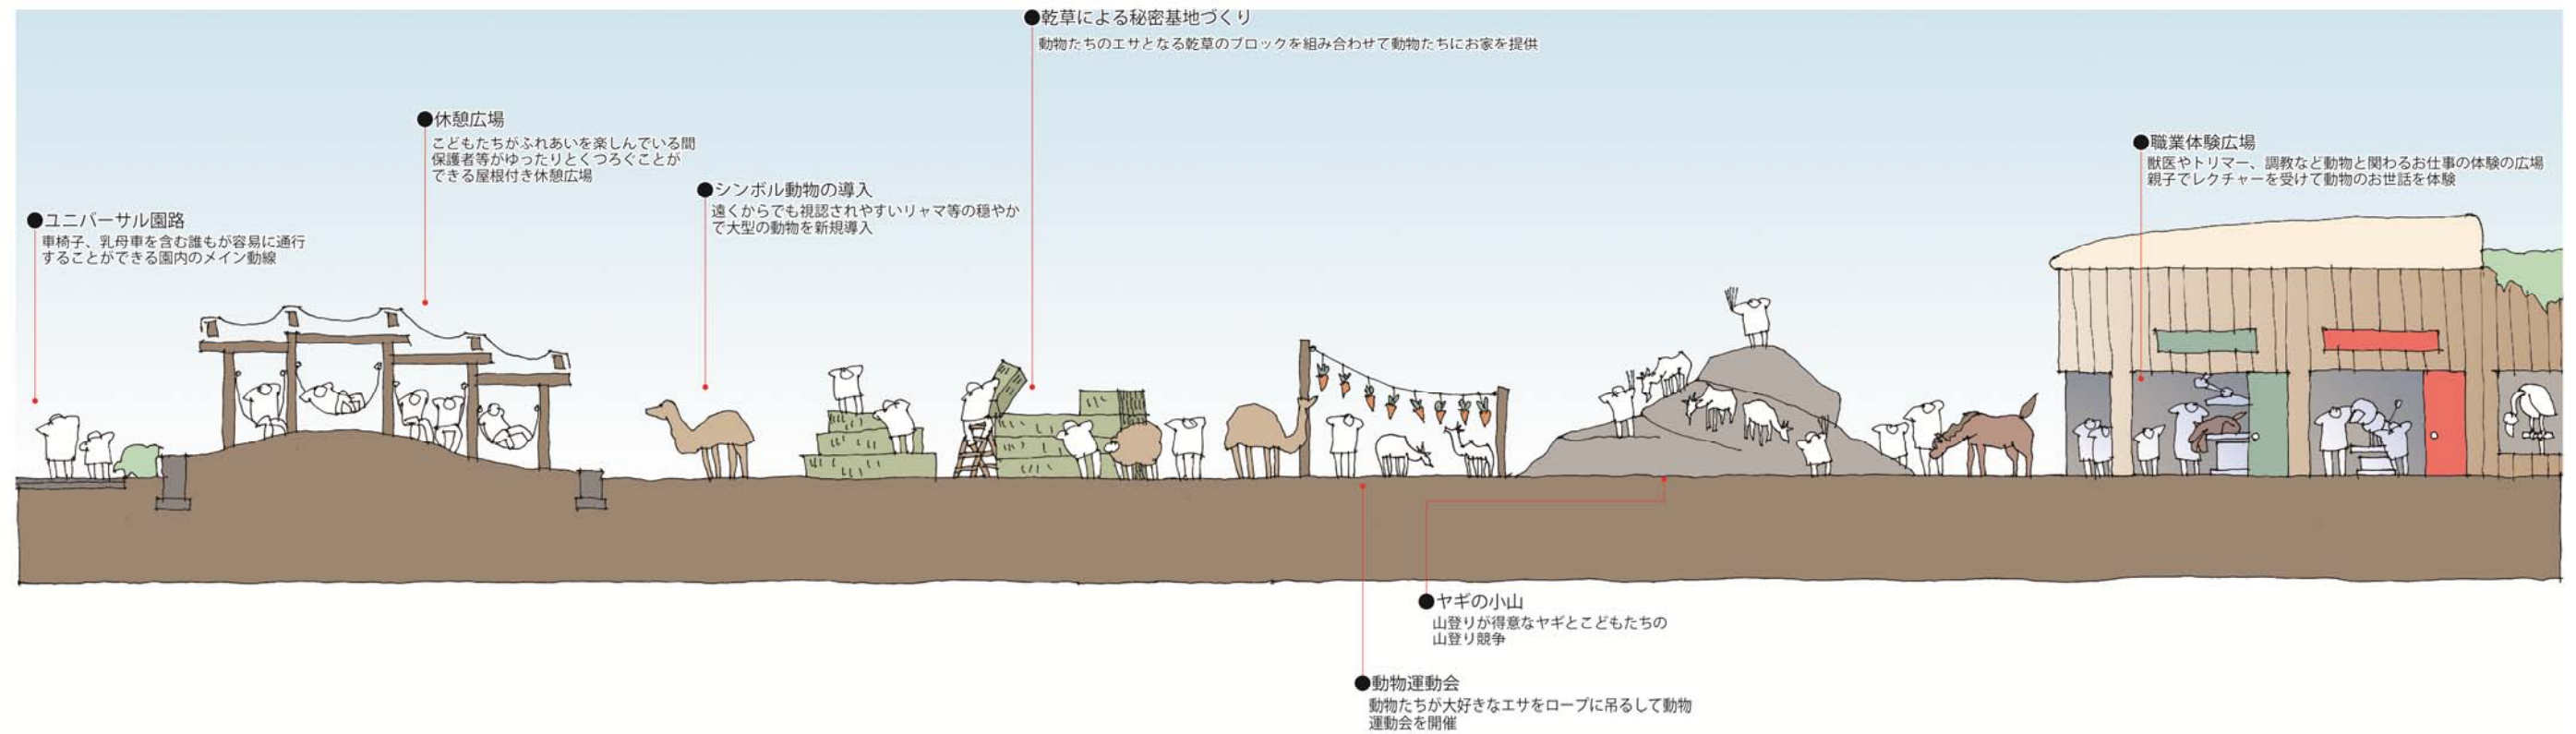 ●乾草による秘密基地づくり
動物たちのエサとなる乾草のブロックを組み合わせて動物たちにお家を提供
●休憩広場
こどもたちがふれあいを楽しんでいる間
保護者等がゆったりとくつろぐことが
できる屋根付き休憩広場
●職業体験広場
獣医やトリマー、調教など動物と関わるお仕事の体験の広場
親子でレクチャーを受けて動物のお世話を体験
●シンボル動物の導入
遠くからでも視認されやすいリャマ等の穏やか
で大型の動物を新規導入
●ユニバーサル園路
車椅子、乳母車を含む誰もが容易に通行
することができる園内のメイン動線
●ヤギの小山
山登りが得意なヤギとこどもたちの
山登り競争
●動物運動会
動物たちが大好きなエサをロープに吊るして動物
運動会を開催